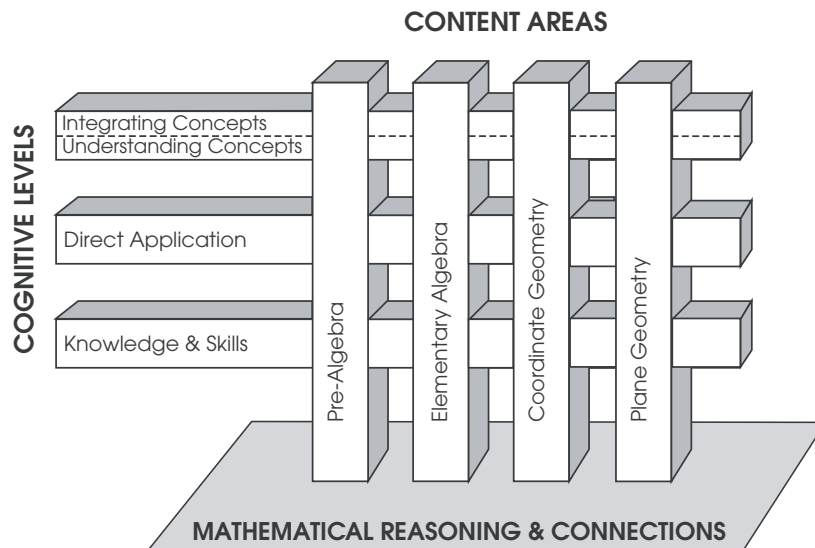 CONTENT AREAS
COGNITIVE LEVELS
Integrating Concepts
Understanding Concepts
Direct Application
Knowledge & Skills
Pre-Algebra
Elementary Algebra
Coordinate Geometry
Plane Geometry
MATHEMATICAL REASONING & CONNECTIONS